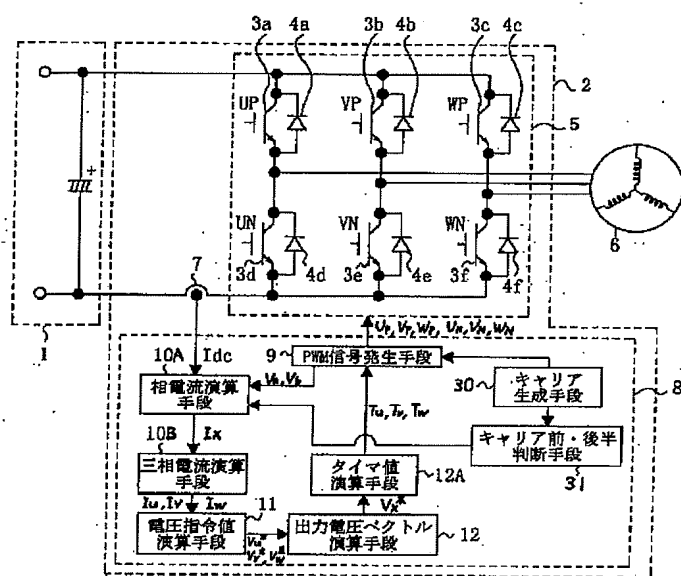 3a 4a 3b 4b 3c 4c
2
UP VP WP
5
+
6
UN VN WN
3d 4d 3e 4e 3f 4f
7
1
UP, VP, WP, UN, VN, WN
10A Idc
9 PWM信号発生手段
相電流演算手段
30 キャリア生成手段
8
Ix
Tu, Tv, Tw
10B
三相電流演算手段
キャリア前・後半判断手段
31
タイマ値演算手段
12A
Iu, Iv Iw
11
Vx*
電圧指令値演算手段
Vu*
Vv*, Vw*
出力電圧ベクトル演算手段
12